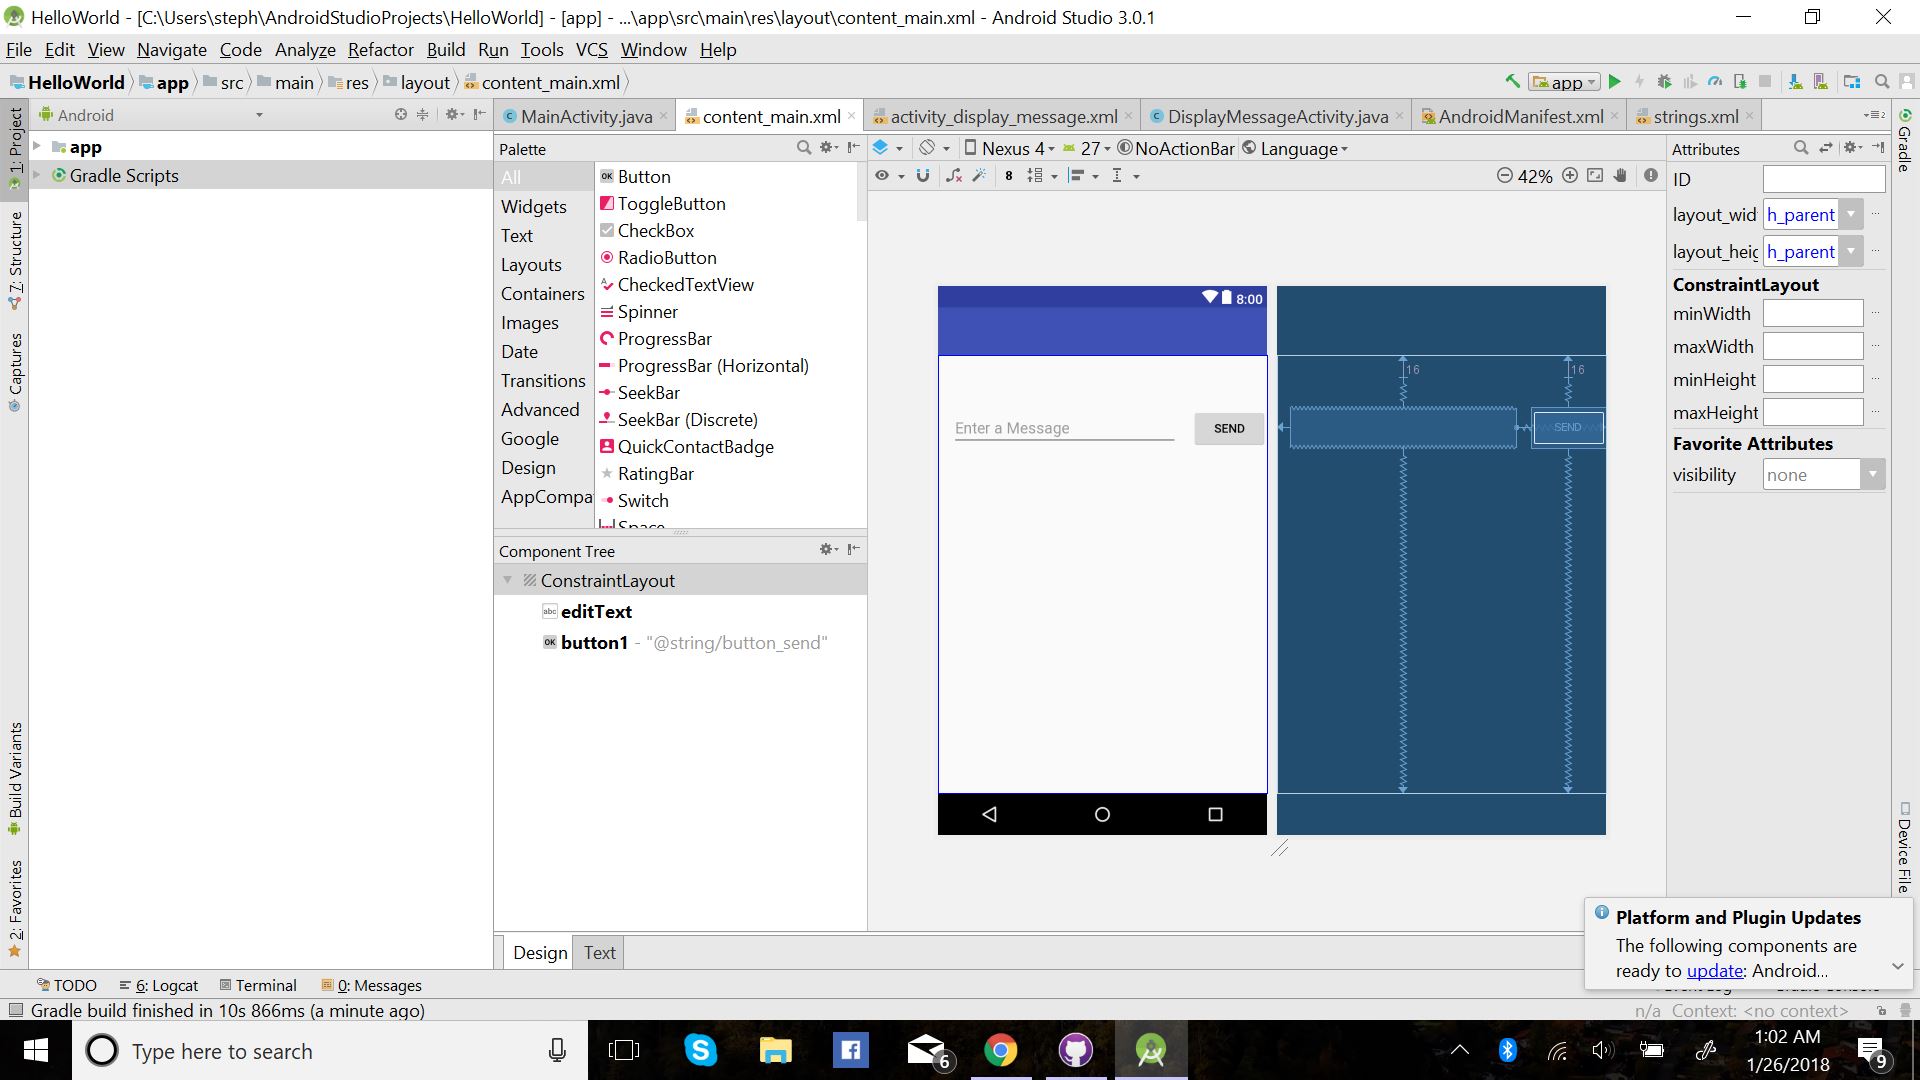 HelloWorld - [C:\Users\steph\AndroidStudioProjects\HelloWorld] - [app] - ...\app\src\main\res\layout\content_main.xml - Android Studio 3.0.1
File Edit View Navigate Code Analyze Refactor Build Run Tools VCS Window Help
HelloWorld app src main res layout content_main.xml
app
1: Project
7: Structure
Captures
Build Variants
2: Favorites
Android
app
Gradle Scripts
MainActivity.java content_main.xml activity_display_message.xml DisplayMessageActivity.java AndroidManifest.xml strings.xml
Palette
All
Widgets
Text
Layouts
Containers
Images
Date
Transitions
Advanced
Google
Design
AppCompa
Button
ToggleButton
CheckBox
RadioButton
CheckedTextView
Spinner
ProgressBar
ProgressBar (Horizontal)
SeekBar
SeekBar (Discrete)
QuickContactBadge
RatingBar
Switch
Space
Component Tree
ConstraintLayout
abc editText
OK button1 - "@string/button_send"
Nexus 4 27 NoActionBar Language
8
42%
8:00
Enter a Message
SEND
16
16
SEND
Attributes
ID
layout_wid h_parent
layout_heig h_parent
ConstraintLayout
minWidth
maxWidth
minHeight
maxHeight
Favorite Attributes
visibility none
Gradle
Device File
Design Text
Platform and Plugin Updates
The following components are
ready to update: Android...
TODO 6: Logcat Terminal 0: Messages
Gradle build finished in 10s 866ms (a minute ago)
n/a Context: <no context>
Type here to search
6
1:02 AM
1/26/2018
9